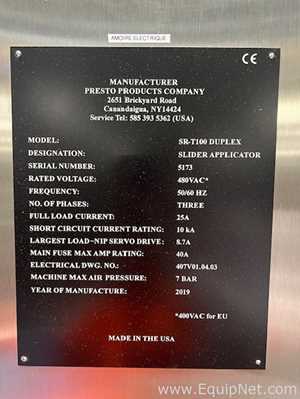 AMOIRE ELECTRIQUE
CE
MANUFACTURER
PRESTO PRODUCTS COMPANY
2651 Brickyard Road
Canandaigua, NY14424
Service Tel: 585 393 5362 (USA)
MODEL: SR-T100 DUPLEX
DESIGNATION: SLIDER APPLICATOR
SERIAL NUMBER: 5173
RATED VOLTAGE: 480VAC*
FREQUENCY: 50/60 HZ
NO. OF PHASES: THREE
FULL LOAD CURRENT: 25A
SHORT CIRCUIT CURRENT RATING: 10 kA
LARGEST LOAD-NIP SERVO DRIVE: 8.7A
MAIN FUSE MAX AMP RATING: 40A
ELECTRICAL DWG. NO.: 407V01.04.03
MACHINE MAX AIR PRESSURE: 7 BAR
YEAR OF MANUFACTURE: 2019
*400VAC for EU
MADE IN THE USA
www.EquipNet.com